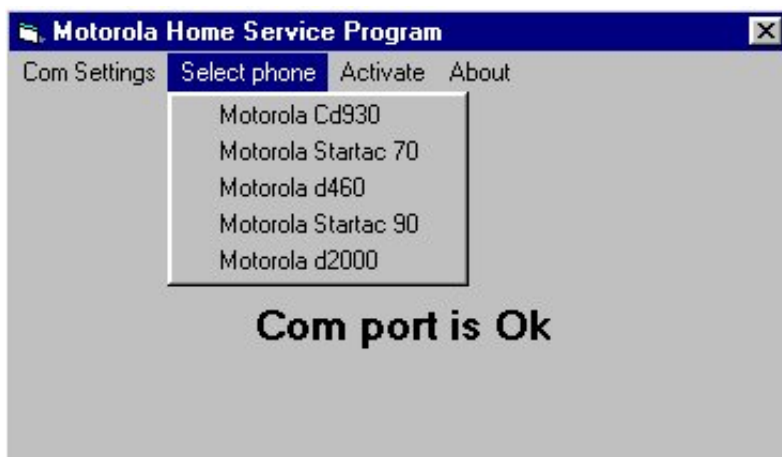 Motorola Home Service Program
Com Settings Select phone Activate About
Motorola Cd930
Motorola Startac 70
Motorola d460
Motorola Startac 90
Motorola d2000
Com port is Ok